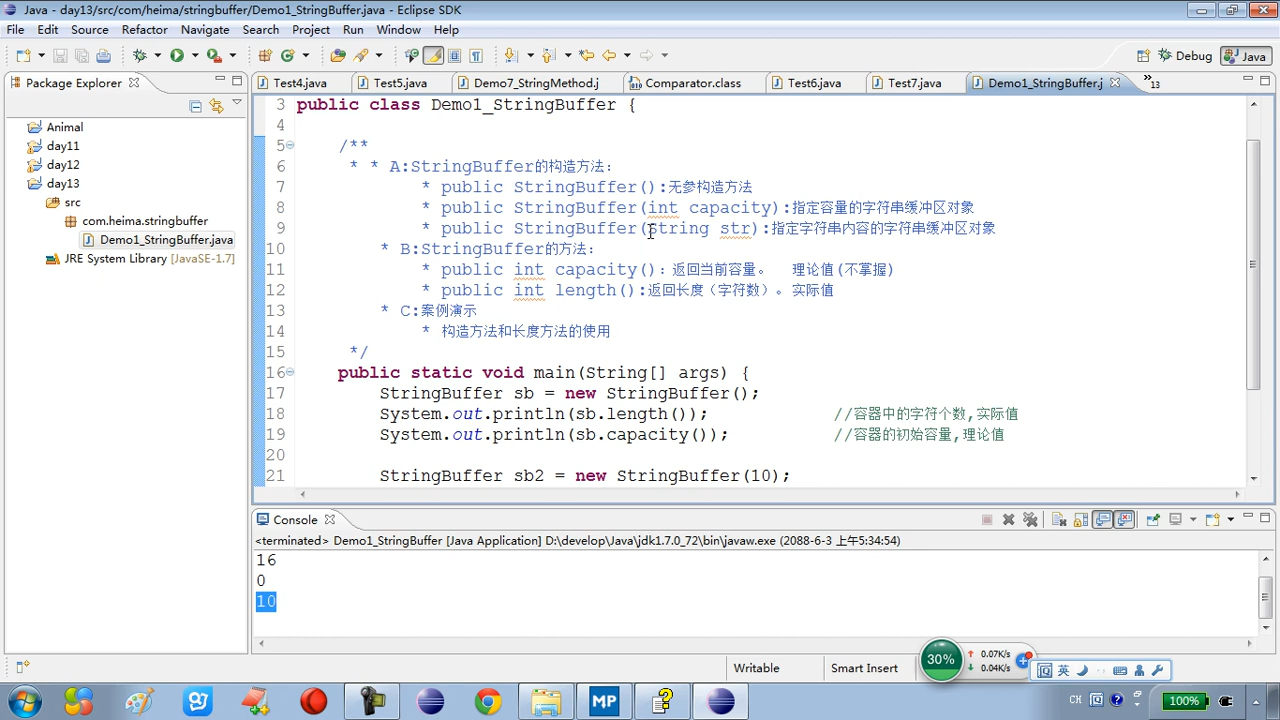 Java - day13/src/com/heima/stringbuffer/Demo1_StringBuffer.java - Eclipse SDK
File Edit Source Refactor Navigate Search Project Run Window Help
Debug Java
Package Explorer
Test4.java Test5.java Demo7_StringMethod.j Comparator.class Test6.java Test7.java Demo1_StringBuffer.j 13
Animal
day11
day12
day13
src
com.heima.stringbuffer
Demo1_StringBuffer.java
JRE System Library [JavaSE-1.7]
3 public class Demo1_StringBuffer {
4
5 /**
6 * * A:StringBuffer的构造方法:
7 * public StringBuffer():无参构造方法
8 * public StringBuffer(int capacity):指定容量的字符串缓冲区对象
9 * public StringBuffer(String str):指定字符串内容的字符串缓冲区对象
10 * B:StringBuffer的方法:
11 * public int capacity()：返回当前容量。 理论值(不掌握)
12 * public int length():返回长度（字符数）。实际值
13 * C:案例演示
14 * 构造方法和长度方法的使用
15 */
16 public static void main(String[] args) {
17 StringBuffer sb = new StringBuffer();
18 System.out.println(sb.length()); //容器中的字符个数,实际值
19 System.out.println(sb.capacity()); //容器的初始容量,理论值
20
21 StringBuffer sb2 = new StringBuffer(10);
Console
<terminated> Demo1_StringBuffer [Java Application] D:\develop\Java\jdk1.7.0_72\bin\javaw.exe (2088-6-3 上午5:34:54)
16
0
10
Writable Smart Insert
30% 0.07K/s
0.04K/s
英
MP
CH
100%